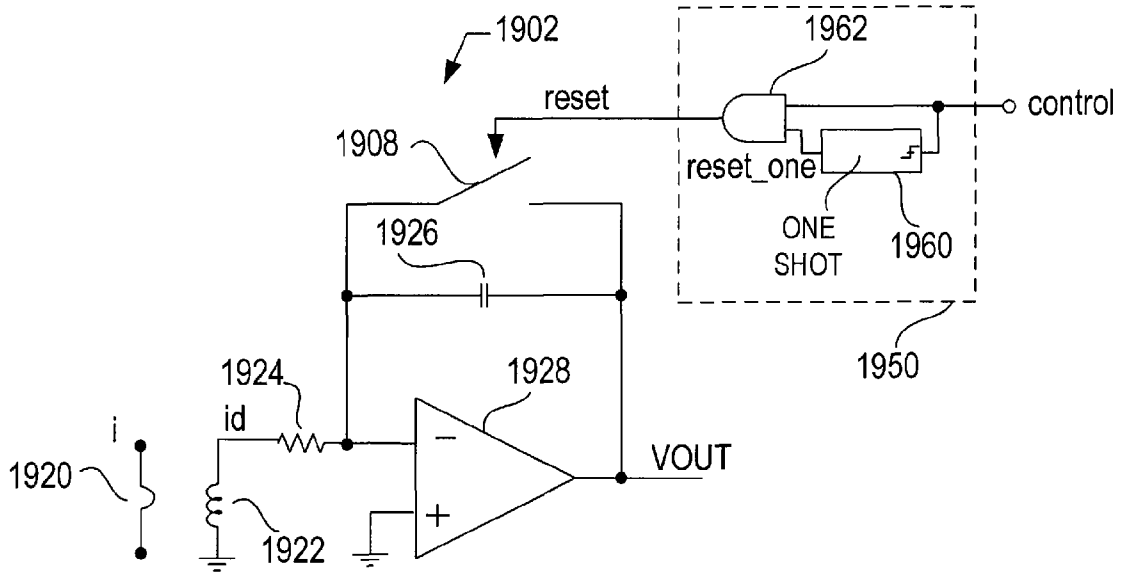 1902
1962
control
reset
1908
reset_one
1926
ONE
SHOT
1960
1950
1924
1928
id
i
VOUT
1920
1922
−
+